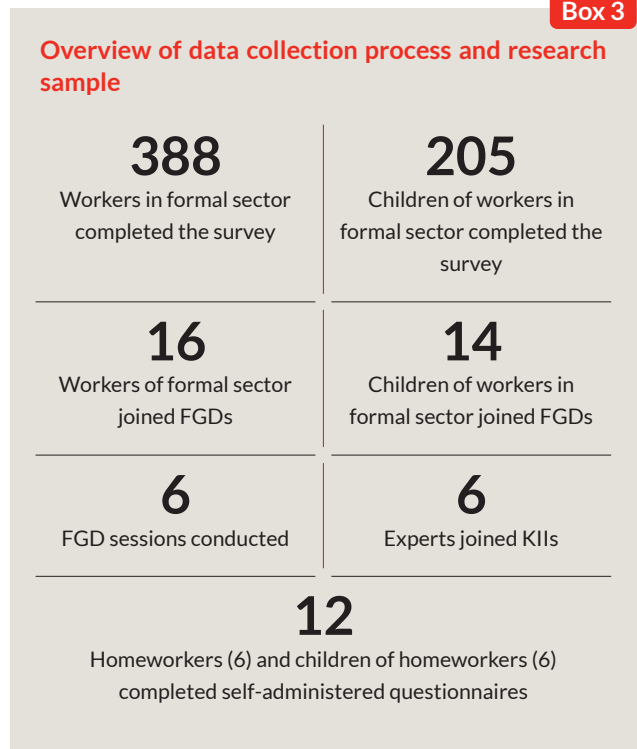 Box 3
Overview of data collection process and research
sample
388
Workers in formal sector
completed the survey
205
Children of workers in
formal sector completed the
survey
16
Workers of formal sector
joined FGDs
14
Children of workers in
formal sector joined FGDs
6
FGD sessions conducted
6
Experts joined KIIs
12
Homeworkers (6) and children of homeworkers (6)
completed self-administered questionnaires